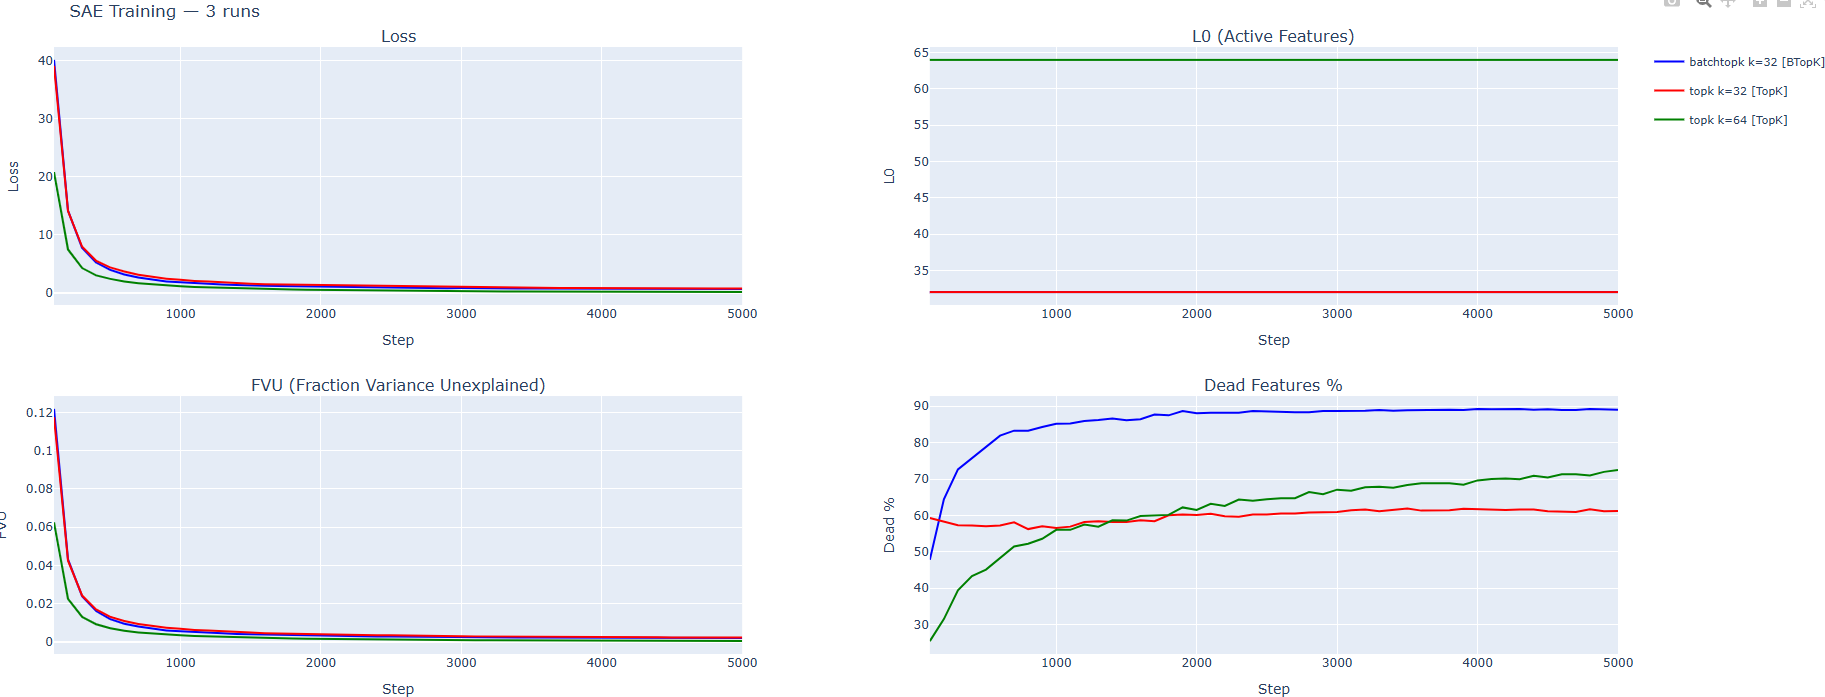 SAE Training — 3 runs
Loss
Loss
40
30
20
10
0
1000 2000 3000 4000 5000
Step
L0 (Active Features)
L0
65
60
55
50
45
40
35
1000 2000 3000 4000 5000
Step
batchtopk k=32 [BTopK]
topk k=32 [TopK]
topk k=64 [TopK]
FVU (Fraction Variance Unexplained)
FVU
0.12
0.1
0.08
0.06
0.04
0.02
0
1000 2000 3000 4000 5000
Step
Dead Features %
Dead %
90
80
70
60
50
40
30
1000 2000 3000 4000 5000
Step